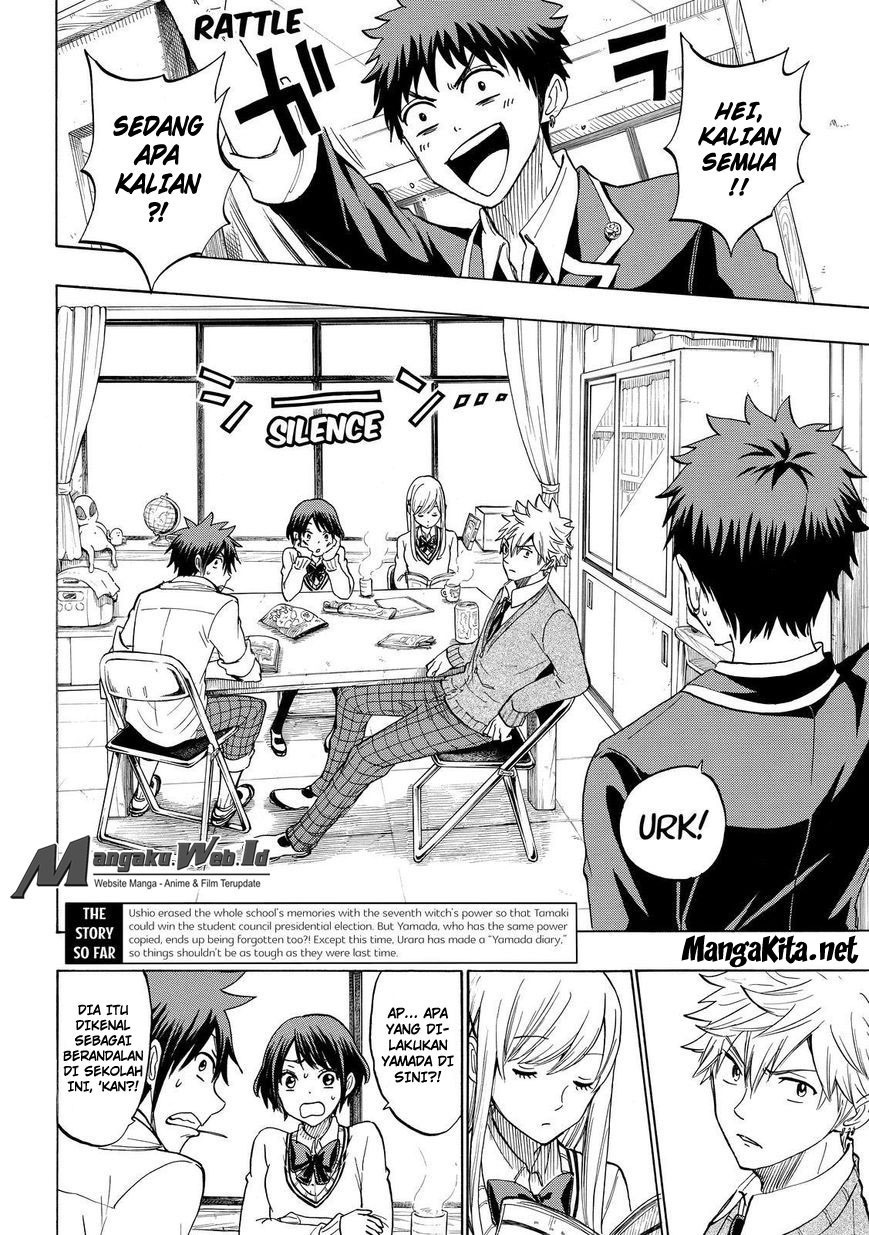 RATTLE
ガ
ラ
HEI,
KALIAN
SEMUA
!!
SEDANG
APA
KALIAN
?!
シーン...
SILENCE
URK!
Mangaku.Web.Id
Website Manga - Anime & Film Terupdate
THE
STORY
SO FAR
Ushio erased the whole school's memories with the seventh witch's power so that Tamaki
could win the student council presidential election. But Yamada, who has the same power
copied, ends up being forgotten too?! Except this time, Urara has made a "Yamada diary,"
so things shouldn't be as tough as they were last time.
MangaKita.net
DIA ITU
DIKENAL
SEBAGAI
BERANDALAN
DI SEKOLAH
INI, 'KAN?!
AP... APA
YANG DI-
LAKUKAN
YAMADA DI
SINI?!